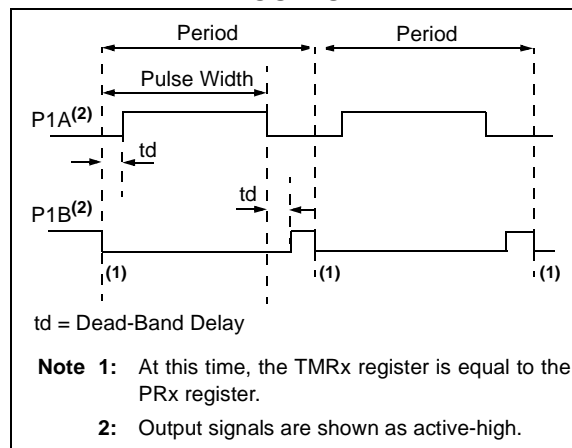 Period Period
Pulse Width
P1A(2)
td
td
P1B(2)
(1) (1) (1)
td = Dead-Band Delay
Note 1: At this time, the TMRx register is equal to the
PRx register.
2: Output signals are shown as active-high.